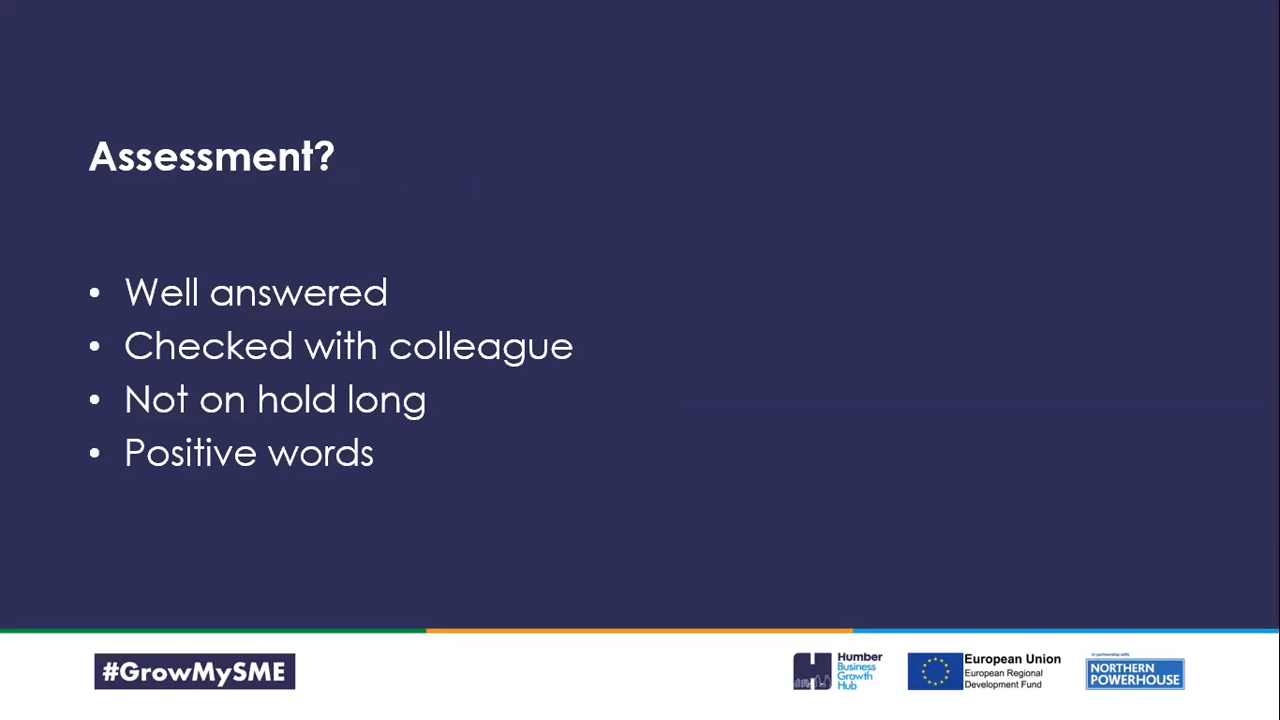 Assessment?
• Well answered
• Checked with colleague
• Not on hold long
• Positive words
#GrowMySME
Humber
Business
Growth
Hub
European Union
European Regional
Development Fund
In partnership with
NORTHERN
POWERHOUSE